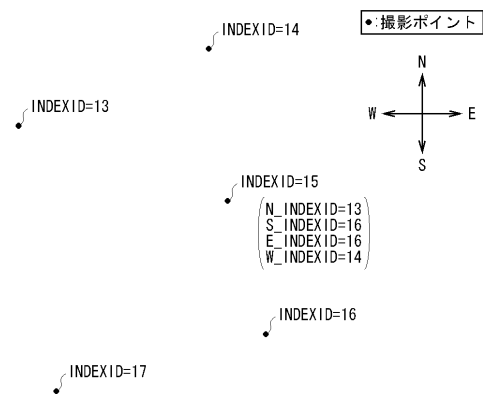 INDEXID=14
●:撮影ポイント
N
INDEXID=13
W
E
S
INDEXID=15
N_INDEXID=13
S_INDEXID=16
E_INDEXID=16
W_INDEXID=14
INDEXID=16
INDEXID=17